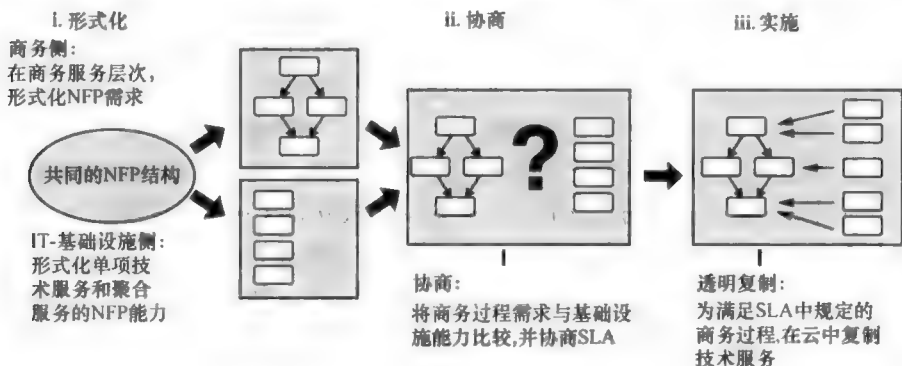 i. 形式化
商务侧:
在商务服务层次,
形式化NFP需求
共同的NFP结构
IT-基础设施侧:
形式化单项技
术服务和聚合
服务的NFP能力
ii. 协商
?
协商:
将商务过程需求与基础设
施能力比较,并协商SLA
iii. 实施
透明复制:
为满足SLA中规定的
商务过程,在云中复制
技术服务